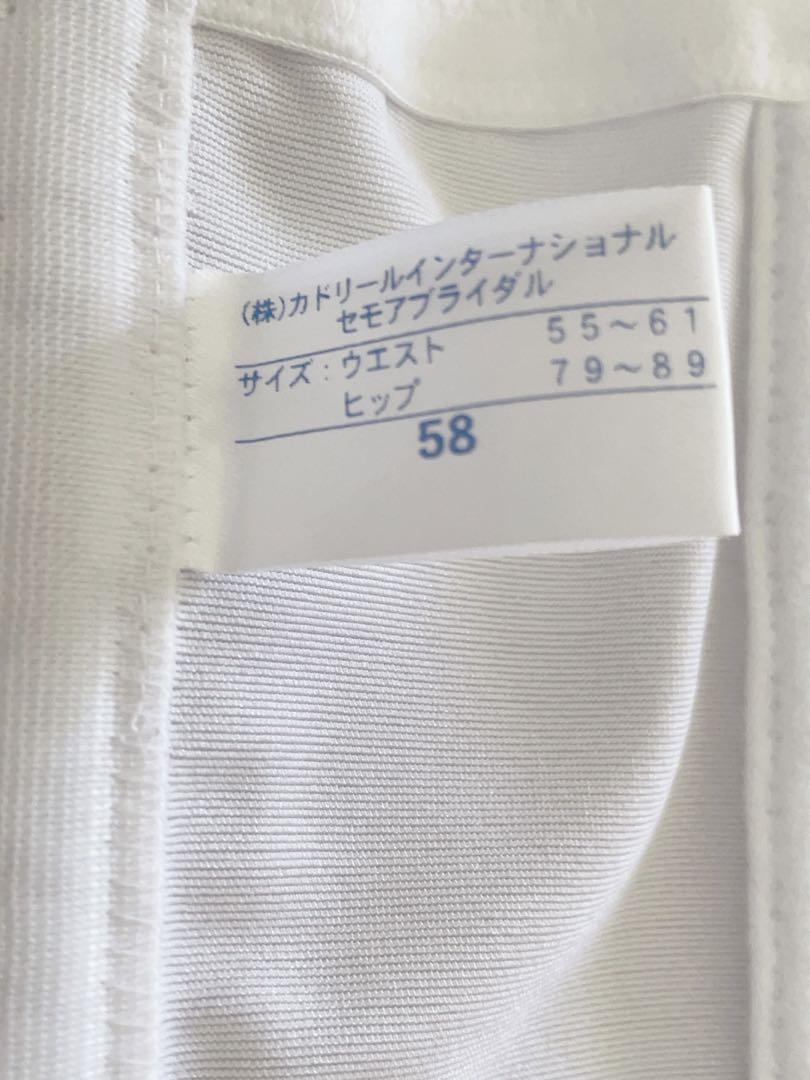 (株)カドリールインターナショナル
セモアブライダル
サイズ：ウエスト 55〜61
ヒップ 79〜89
58